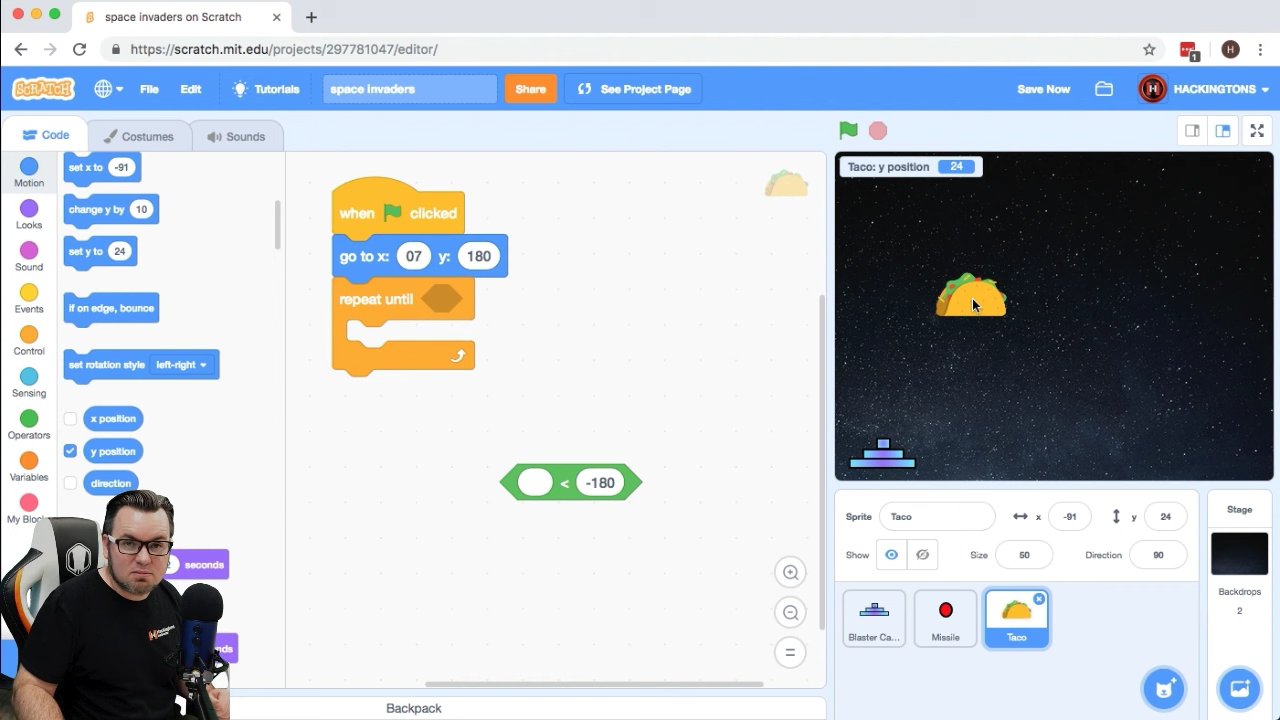 space invaders on Scratch
https://scratch.mit.edu/projects/297781047/editor/
1
H
SCRATCH
File
Edit
Tutorials
space invaders
Share
See Project Page
Save Now
H
HACKINGTONS
Code
Costumes
Sounds
Motion
Looks
Sound
Events
Control
Sensing
Operators
Variables
My Bloc
set x to -91
change y by 10
set y to 24
if on edge, bounce
set rotation style left-right
x position
y position
direction
seconds
nds
when clicked
go to x: 07 y: 180
repeat until
< -180
Backpack
Taco: y position 24
Sprite Taco x -91 y 24
Show Size 50 Direction 90
Blaster Ca...
Missile
Taco
Stage
Backdrops
2